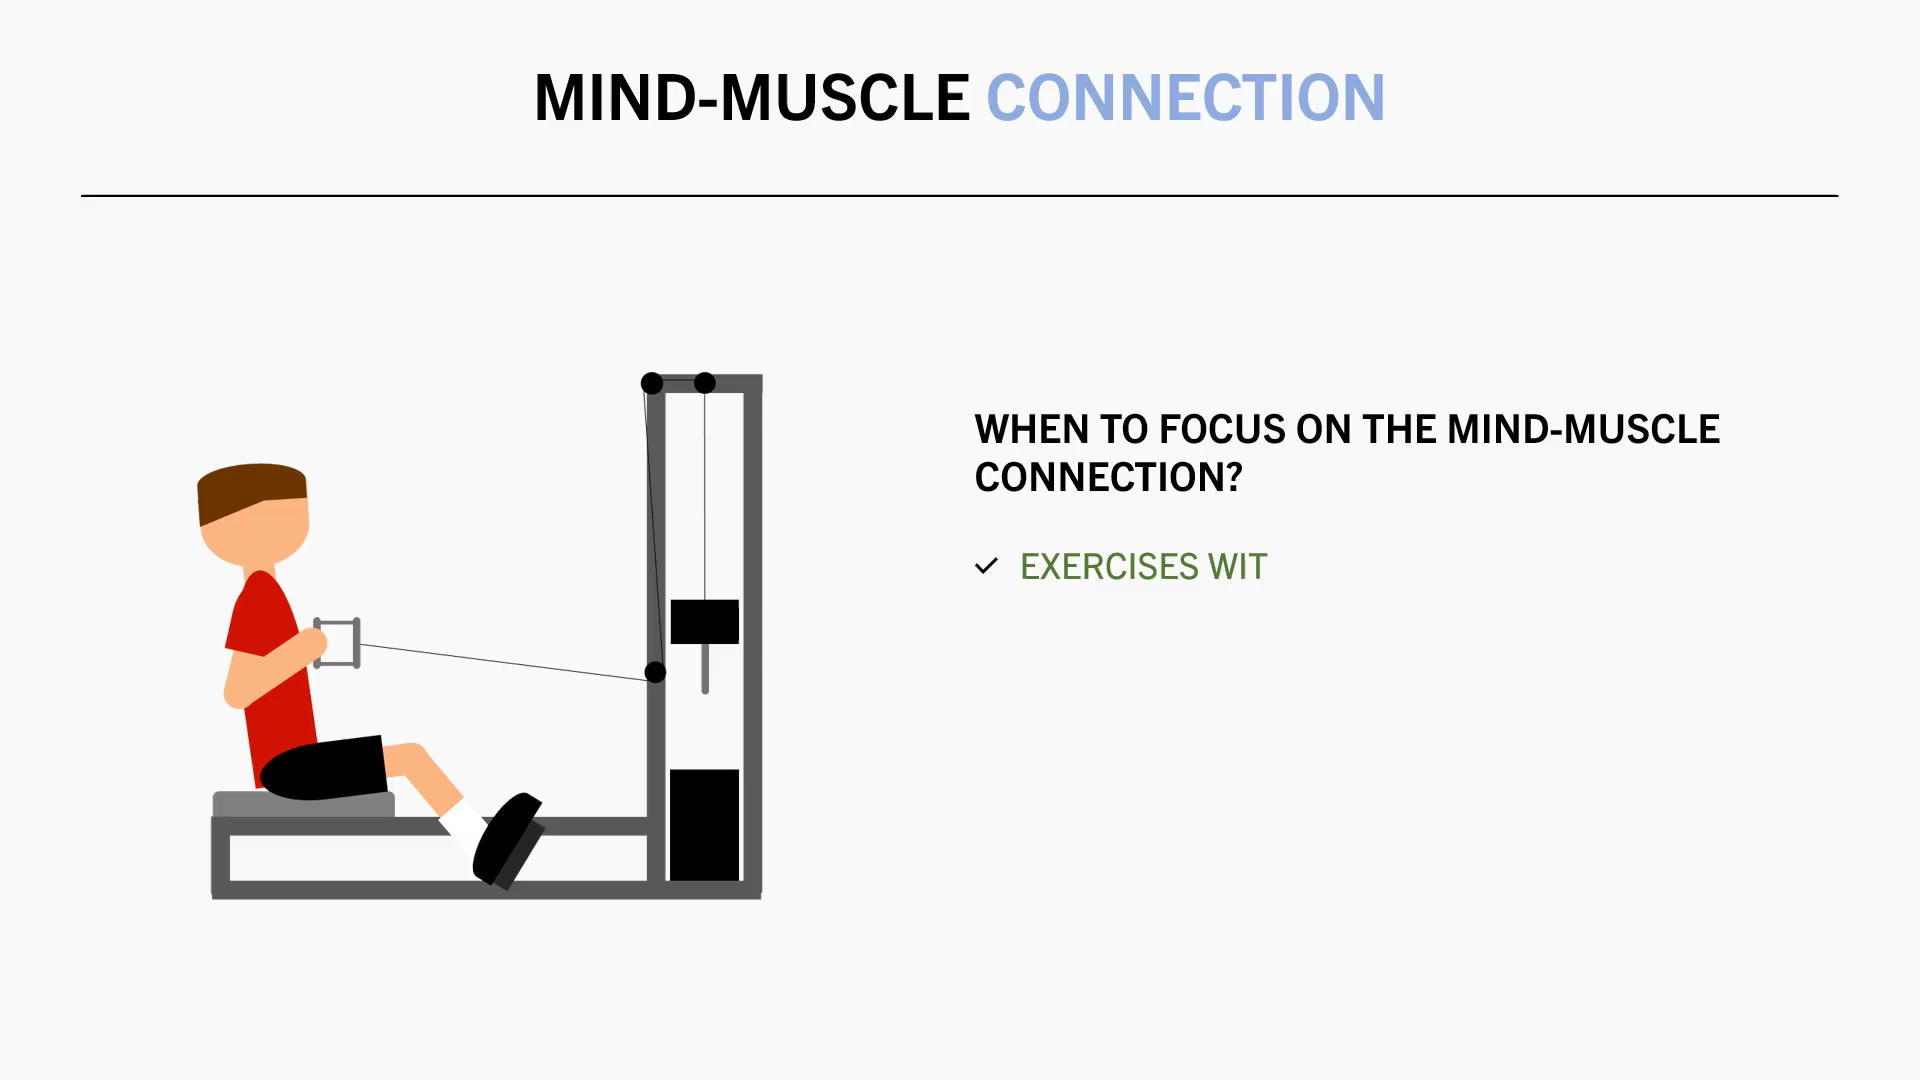 MIND-MUSCLE CONNECTION
WHEN TO FOCUS ON THE MIND-MUSCLE
CONNECTION?
EXERCISES WIT